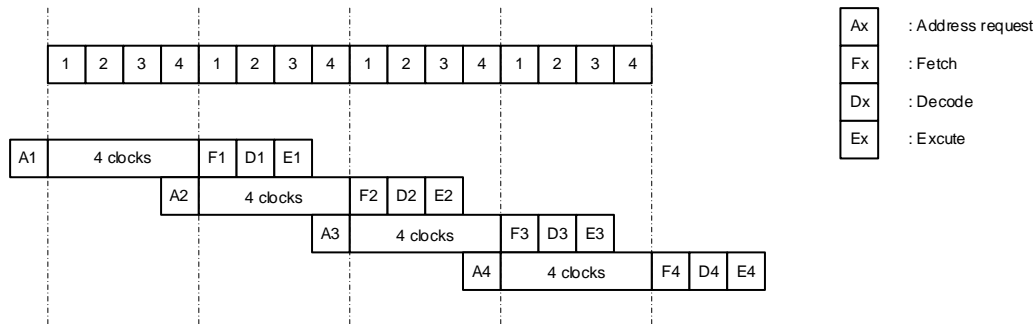 Ax : Address request
1 2 3 4 1 2 3 4 1 2 3 4 1 2 3 4
Fx : Fetch
Dx : Decode
Ex : Excute
A1 4 clocks F1 D1 E1
A2 4 clocks F2 D2 E2
A3 4 clocks F3 D3 E3
A4 4 clocks F4 D4 E4